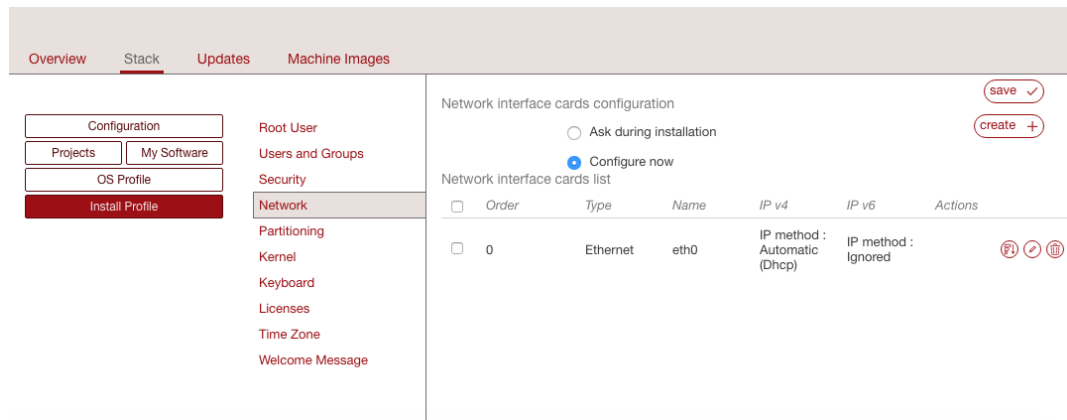 Overview Stack Updates Machine Images
Configuration
Projects My Software
OS Profile
Install Profile
Root User
Users and Groups
Security
Network
Partitioning
Kernel
Keyboard
Licenses
Time Zone
Welcome Message
save
create +
Network interface cards configuration
Ask during installation
Configure now
Network interface cards list
Order Type Name IP v4 IP v6 Actions
0 Ethernet eth0 IP method : Automatic (Dhcp) IP method : Ignored